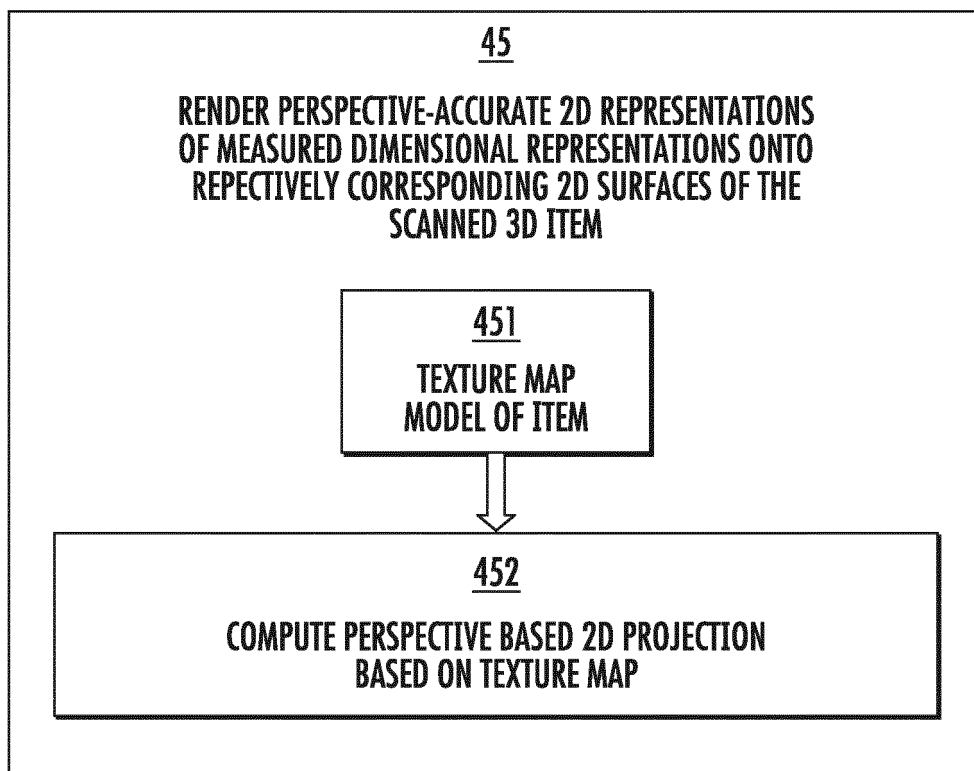 45
RENDER PERSPECTIVE-ACCURATE 2D REPRESENTATIONS
OF MEASURED DIMENSIONAL REPRESENTATIONS ONTO
REPECTIVELY CORRESPONDING 2D SURFACES OF THE
SCANNED 3D ITEM
451
TEXTURE MAP
MODEL OF ITEM
452
COMPUTE PERSPECTIVE BASED 2D PROJECTION
BASED ON TEXTURE MAP